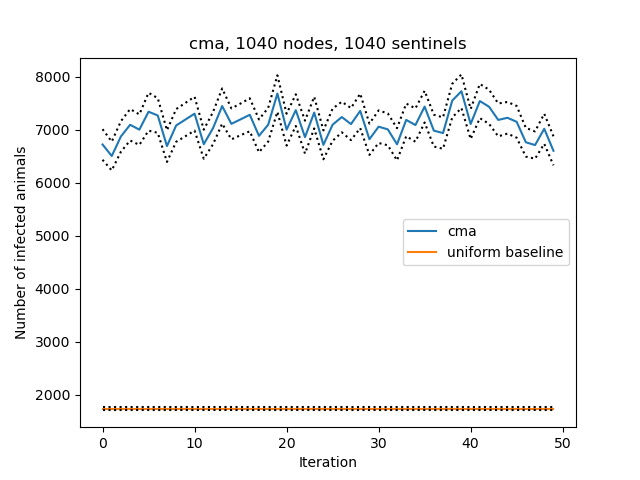 cma, 1040 nodes, 1040 sentinels
8000
7000
6000
5000
4000
3000
2000
Number of infected animals
cma
uniform baseline
0 10 20 30 40 50
Iteration